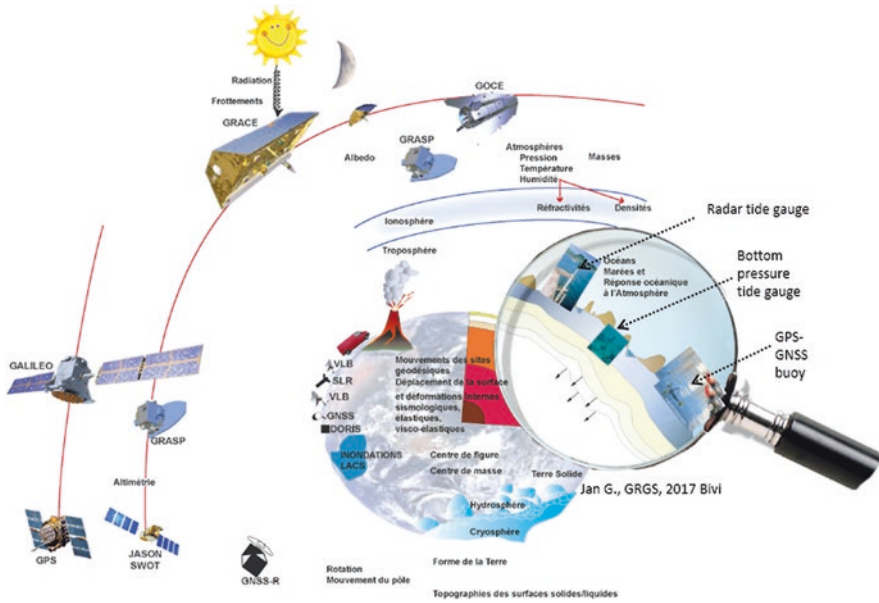 Radiation
Frottements
GRACE
GOCE
GRASP
Albedo
Atmosphères
Pression
Température
Humidité
Masses
Réfractivités
Densités
Ionosphère
Troposphère
Radar tide gauge
Océans
Marées et
Réponse océanique
à l'Atmosphère
Bottom
pressure
tide gauge
GPS-
GNSS
buoy
GALILEO
GRASP
Altimétrie
GPS
JASON
SWOT
VLB
SLR
VLB
GNSS
DORIS
Mouvements des sites
géodésiques
Déplacement de la surface
et déformations internes
sismologiques,
élastiques,
visco-élastiques
INONDATIONS
LACS
Centre de figure
Centre de masse
Terre Solide
Jan G., GRGS, 2017 Bivi
Hydrosphère
Cryosphère
GNSS-R
Rotation
Mouvement du pôle
Forme de la Terre
Topographies des surfaces solides/liquides